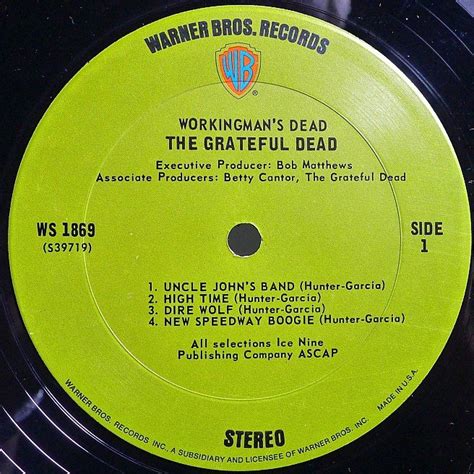 WARNER BROS. RECORDS
WB
®
WORKINGMAN'S DEAD
THE GRATEFUL DEAD
Executive Producer: Bob Matthews
Associate Producers: Betty Cantor, The Grateful Dead
WS 1869
(S39719)
SIDE
1
1. UNCLE JOHN'S BAND (Hunter-Garcia)
2. HIGH TIME (Hunter-Garcia)
3. DIRE WOLF (Hunter-Garcia)
4. NEW SPEEDWAY BOOGIE (Hunter-Garcia)
All selections Ice Nine
Publishing Company ASCAP
STEREO
WARNER BROS. RECORDS INC., A SUBSIDIARY AND LICENSEE OF WARNER BROS. INC. MADE IN U.S.A.